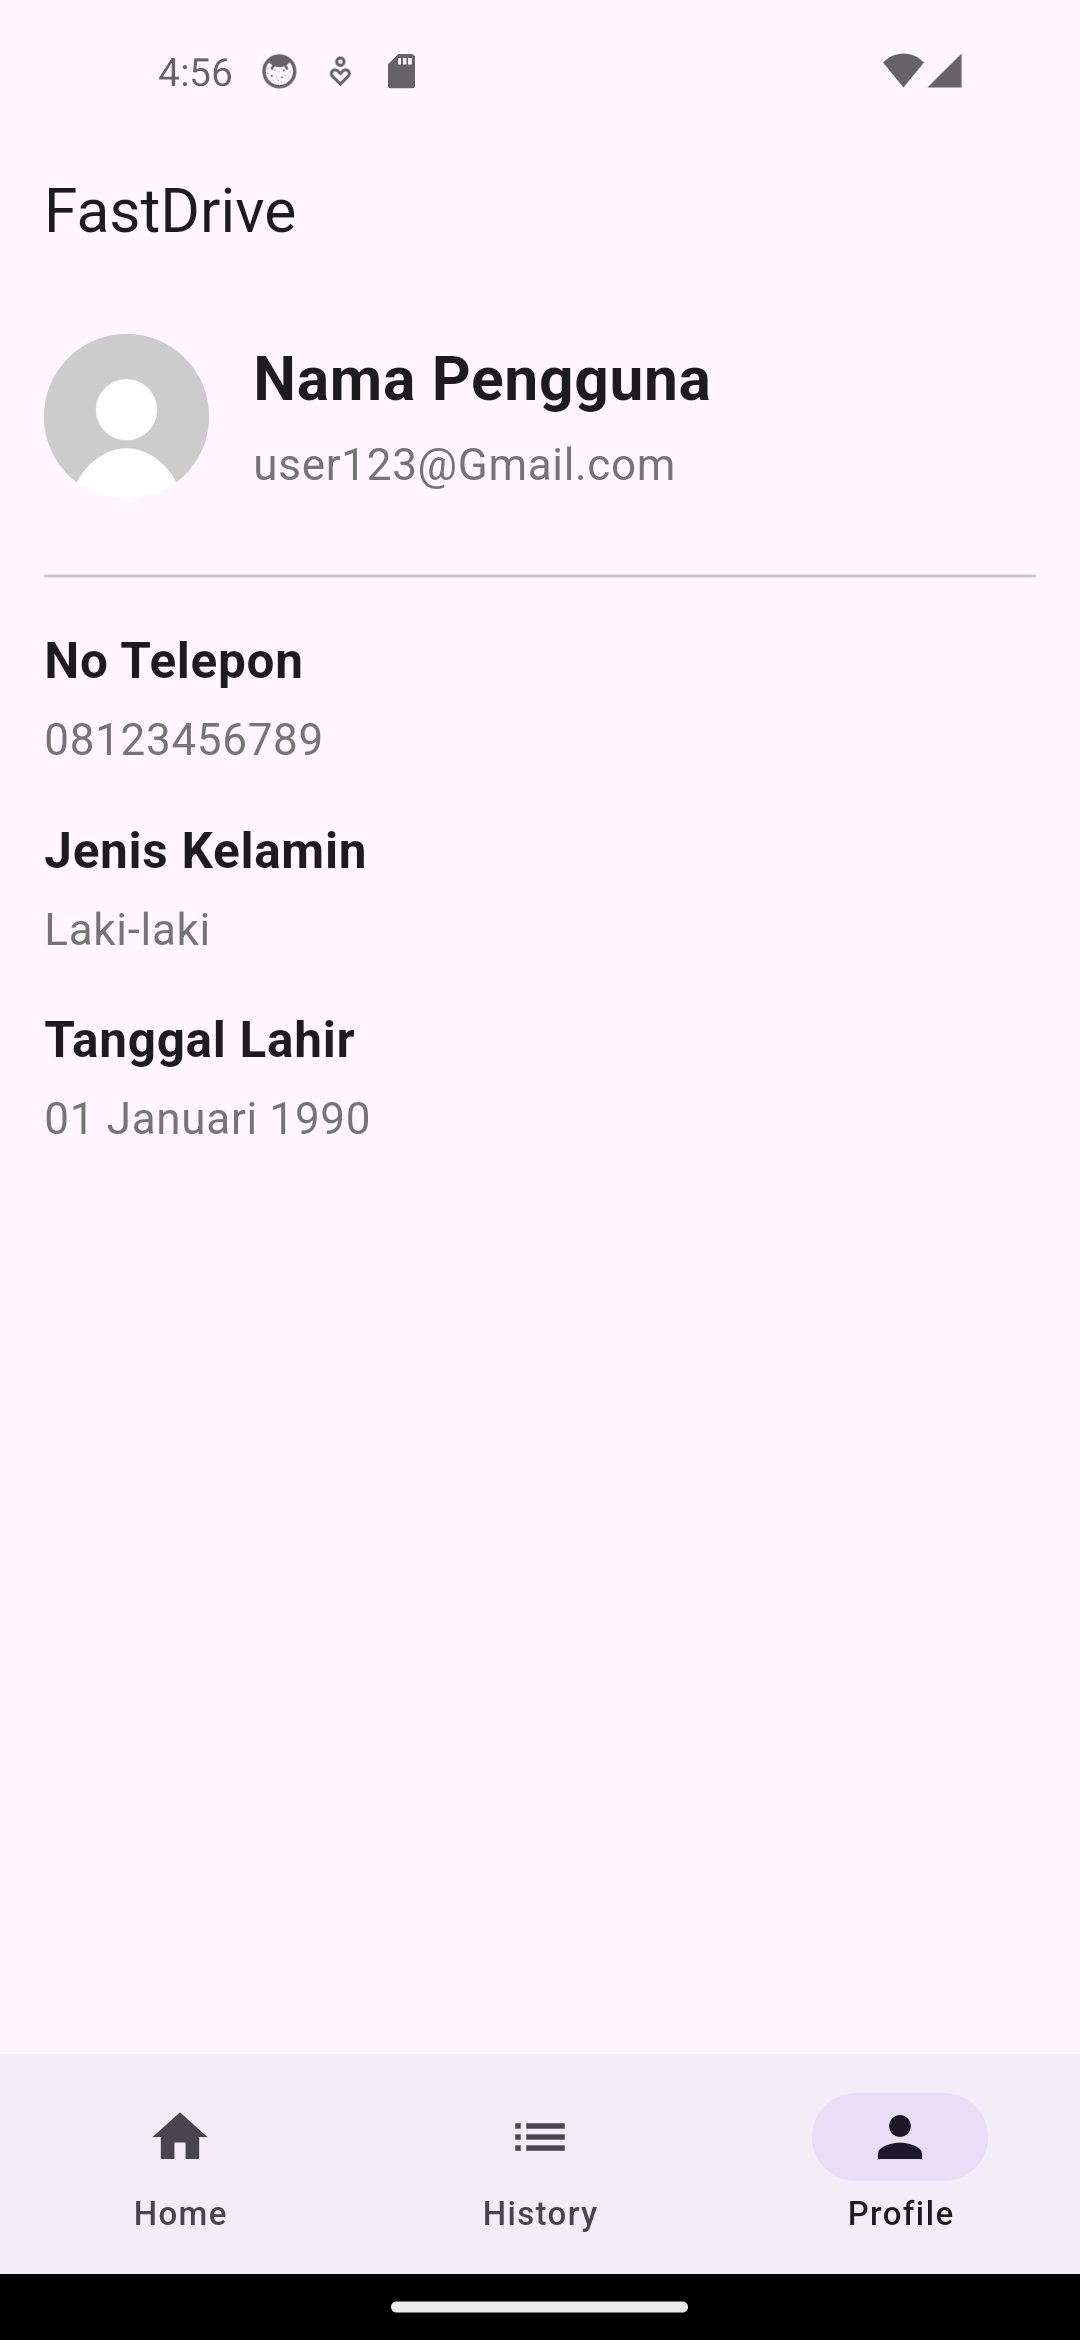 4:56
FastDrive
Nama Pengguna
user123@Gmail.com
No Telepon
08123456789
Jenis Kelamin
Laki-laki
Tanggal Lahir
01 Januari 1990
Home
History
Profile